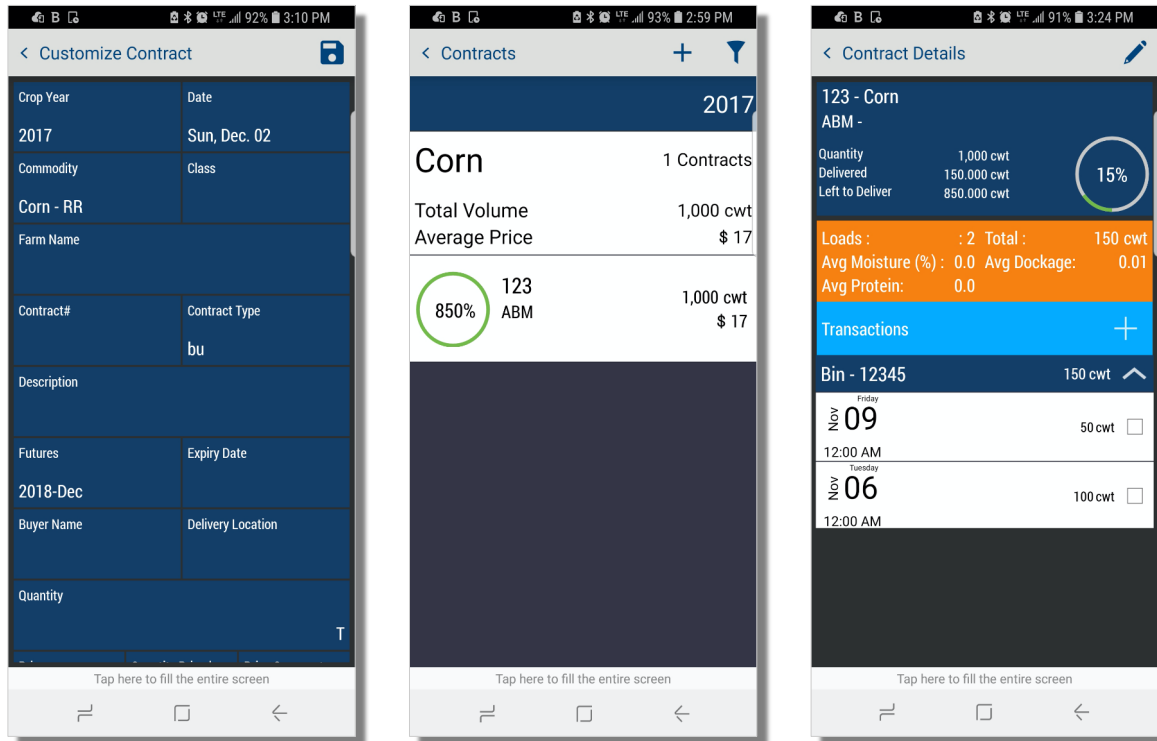 B LTE 92% 3:10 PM
< Customize Contract
Crop Year Date
2017 Sun, Dec. 02
Commodity Class
Corn - RR
Farm Name
Contract# Contract Type
bu
Description
Futures Expiry Date
2018-Dec
Buyer Name Delivery Location
Quantity
T
Tap here to fill the entire screen
B LTE 93% 2:59 PM
< Contracts +
2017
Corn 1 Contracts
Total Volume 1,000 cwt
Average Price $ 17
850% 123 1,000 cwt
ABM $ 17
Tap here to fill the entire screen
B LTE 91% 3:24 PM
< Contract Details
123 - Corn
ABM -
Quantity 1,000 cwt
Delivered 150.000 cwt
Left to Deliver 850.000 cwt
15%
Loads : : 2 Total : 150 cwt
Avg Moisture (%) : 0.0 Avg Dockage: 0.01
Avg Protein: 0.0
Transactions +
Bin - 12345 150 cwt
Friday
Nov 09 50 cwt
12:00 AM
Tuesday
Nov 06 100 cwt
12:00 AM
Tap here to fill the entire screen